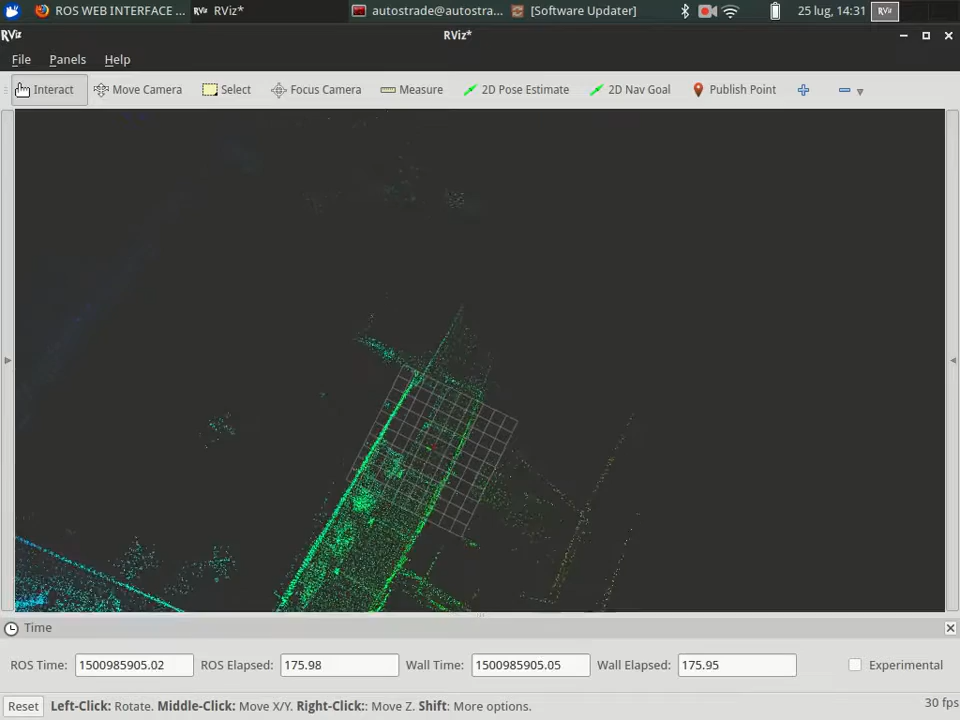 ROS WEB INTERFACE ... RViz* autostrade@autostra... [Software Updater] 25 lug, 14:31 RViz
RViz RViz*
File Panels Help
Interact Move Camera Select Focus Camera Measure 2D Pose Estimate 2D Nav Goal Publish Point
Time
ROS Time: 1500985905.02 ROS Elapsed: 175.98 Wall Time: 1500985905.05 Wall Elapsed: 175.95 Experimental
Reset Left-Click: Rotate. Middle-Click: Move X/Y. Right-Click:: Move Z. Shift: More options. 30 fps